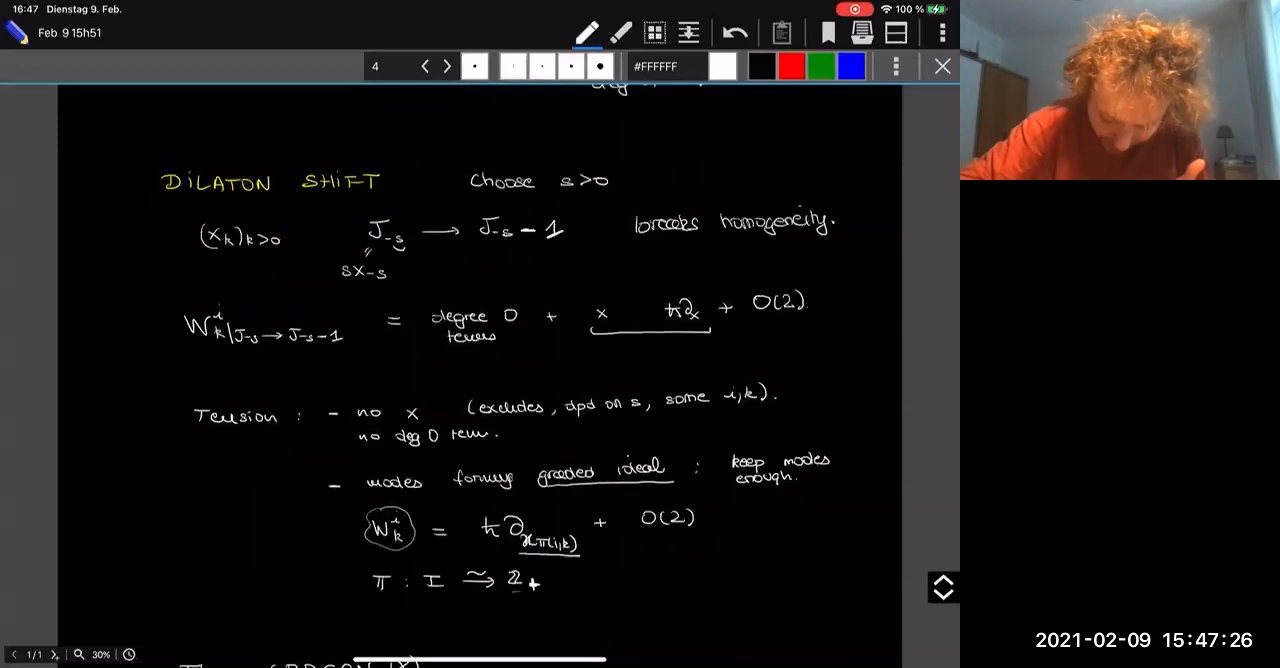 16:47 Dienstag 9. Feb. 100 %
Feb 9 15h51
4 #FFFFFF
DILATON SHIFT Choose s>0
(x_k)_{k>0} J_{-s} → J_{-s} - 1 breaks homogeneity.
"
sx_{-s}
W^i_{k | J_{-s} → J_{-s} - 1} = degree 0 terms + x ħ∂_x + O(2).
Tension : - no x (excludes, dpd on s, some i,k).
no deg 0 term.
- modes forming graded ideal : keep modes enough.
W^i_k = ħ∂_{x_{π(i,k)}} + O(2)
π : I ≃→ ℤ_+
1/1 30%
2021-02-09 15:47:26